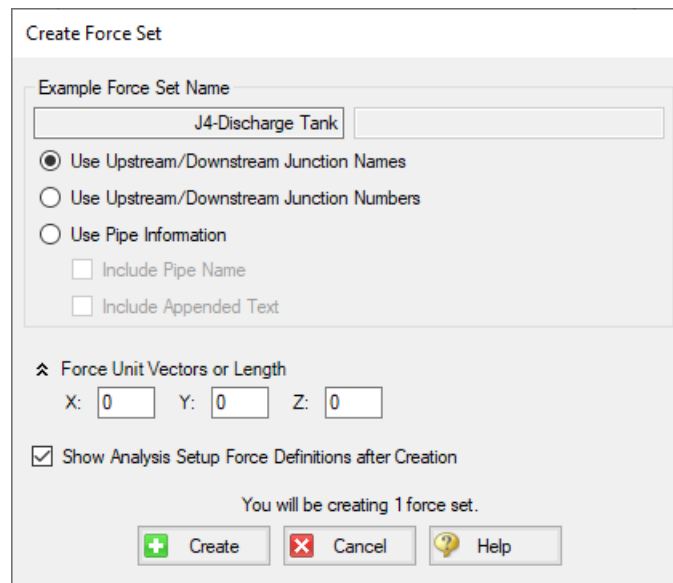 Create Force Set
Example Force Set Name
J4-Discharge Tank
Use Upstream/Downstream Junction Names
Use Upstream/Downstream Junction Numbers
Use Pipe Information
Include Pipe Name
Include Appended Text
Force Unit Vectors or Length
X: 0 Y: 0 Z: 0
Show Analysis Setup Force Definitions after Creation
You will be creating 1 force set.
Create Cancel Help